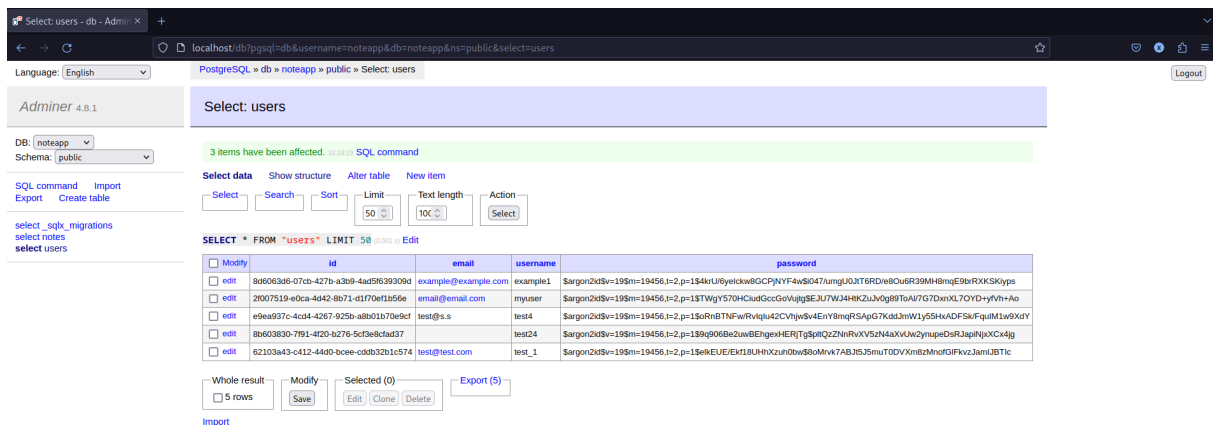 Select: users - db - Admin
localhost/db?pgsql=db&username=noteapp&db=noteapp&ns=public&select=users
Language: English
PostgreSQL » db » noteapp » public » Select: users
Logout
Adminer 4.8.1
Select: users
DB: noteapp
Schema: public
3 items have been affected. 10:18:19 SQL command
Select data Show structure Alter table New item
SQL command Import
Export Create table
Select Search Sort Limit Text length Action
50 100 Select
select _sqlx_migrations
select notes
select users
SELECT * FROM "users" LIMIT 50 (0.001 s) Edit
Modify id email username password
edit 8d6063d6-07cb-427b-a3b9-4ad5f639309d example@example.com example1 $argon2id$v=19$m=19456,t=2,p=1$4krU/6yeIckw8GCPjNYF4w$i047/umgU0JtT6RD/e8Ou6R39MH8mqE9brRXKSKiyps
edit 2f007519-e0ca-4d42-8b71-d1f70ef1b56e email@email.com myuser $argon2id$v=19$m=19456,t=2,p=1$TWgY570HCiudGccGoVujtg$EJU7WJ4HtKZuJv0g89ToAl/7G7DxnXL7OYD+yfVh+Ao
edit e9ea937c-4cd4-4267-925b-a8b01b70e9cf test@s.s test4 $argon2id$v=19$m=19456,t=2,p=1$oRnBTNFw/RvIqIu42CVhjw$v4EnY8mqRSApG7KddJmW1y55HxADFSk/FquIM1w9XdY
edit 8b603830-7f91-4f20-b276-5cf3e8cfad37 test24 $argon2id$v=19$m=19456,t=2,p=1$9q906Be2uwBEhgexHERjTg$pltQzZNnRvXV5zN4aXvUw2ynupeDsRJapiNjxXCx4jg
edit 62103a43-c412-44d0-bcee-cddb32b1c574 test@test.com test_1 $argon2id$v=19$m=19456,t=2,p=1$elkEUE/Ekf18UHhXzuh0bw$8oMrvk7ABJt5J5muT0DVXm8zMnofGlFkvzJamIJBTIc
Whole result Modify Selected (0) Export (5)
5 rows Save Edit Clone Delete
Import